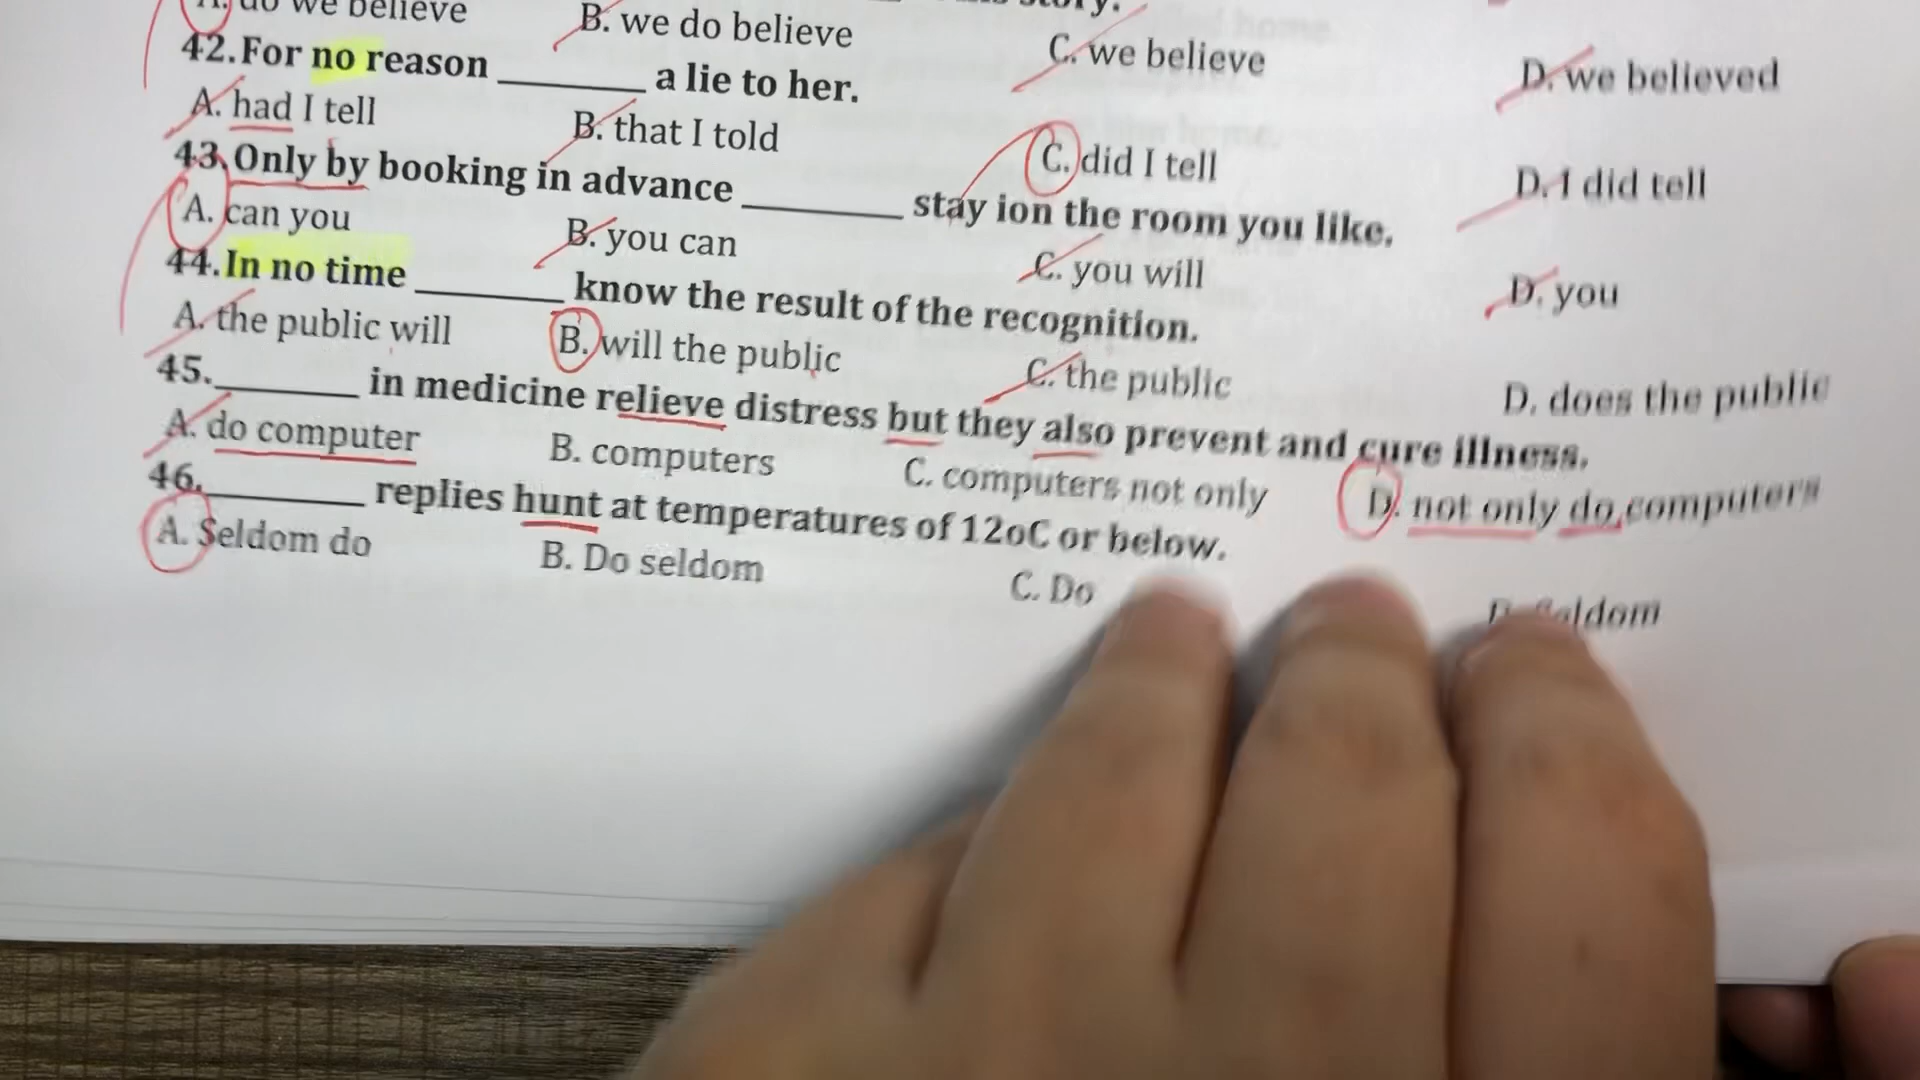 story.
A. do we believe B. we do believe C. we believe D. we believed
42.For no reason ________ a lie to her.
A. had I tell B. that I told C. did I tell D. I did tell
43.Only by booking in advance ________ stay ion the room you like.
A. can you B. you can C. you will D. you
44.In no time ________ know the result of the recognition.
A. the public will B. will the public C. the public D. does the public
45.________ in medicine relieve distress but they also prevent and cure illness.
A. do computer B. computers C. computers not only D. not only do computers
46.________ replies hunt at temperatures of 12oC or below.
A. Seldom do B. Do seldom C. Do D. Seldom